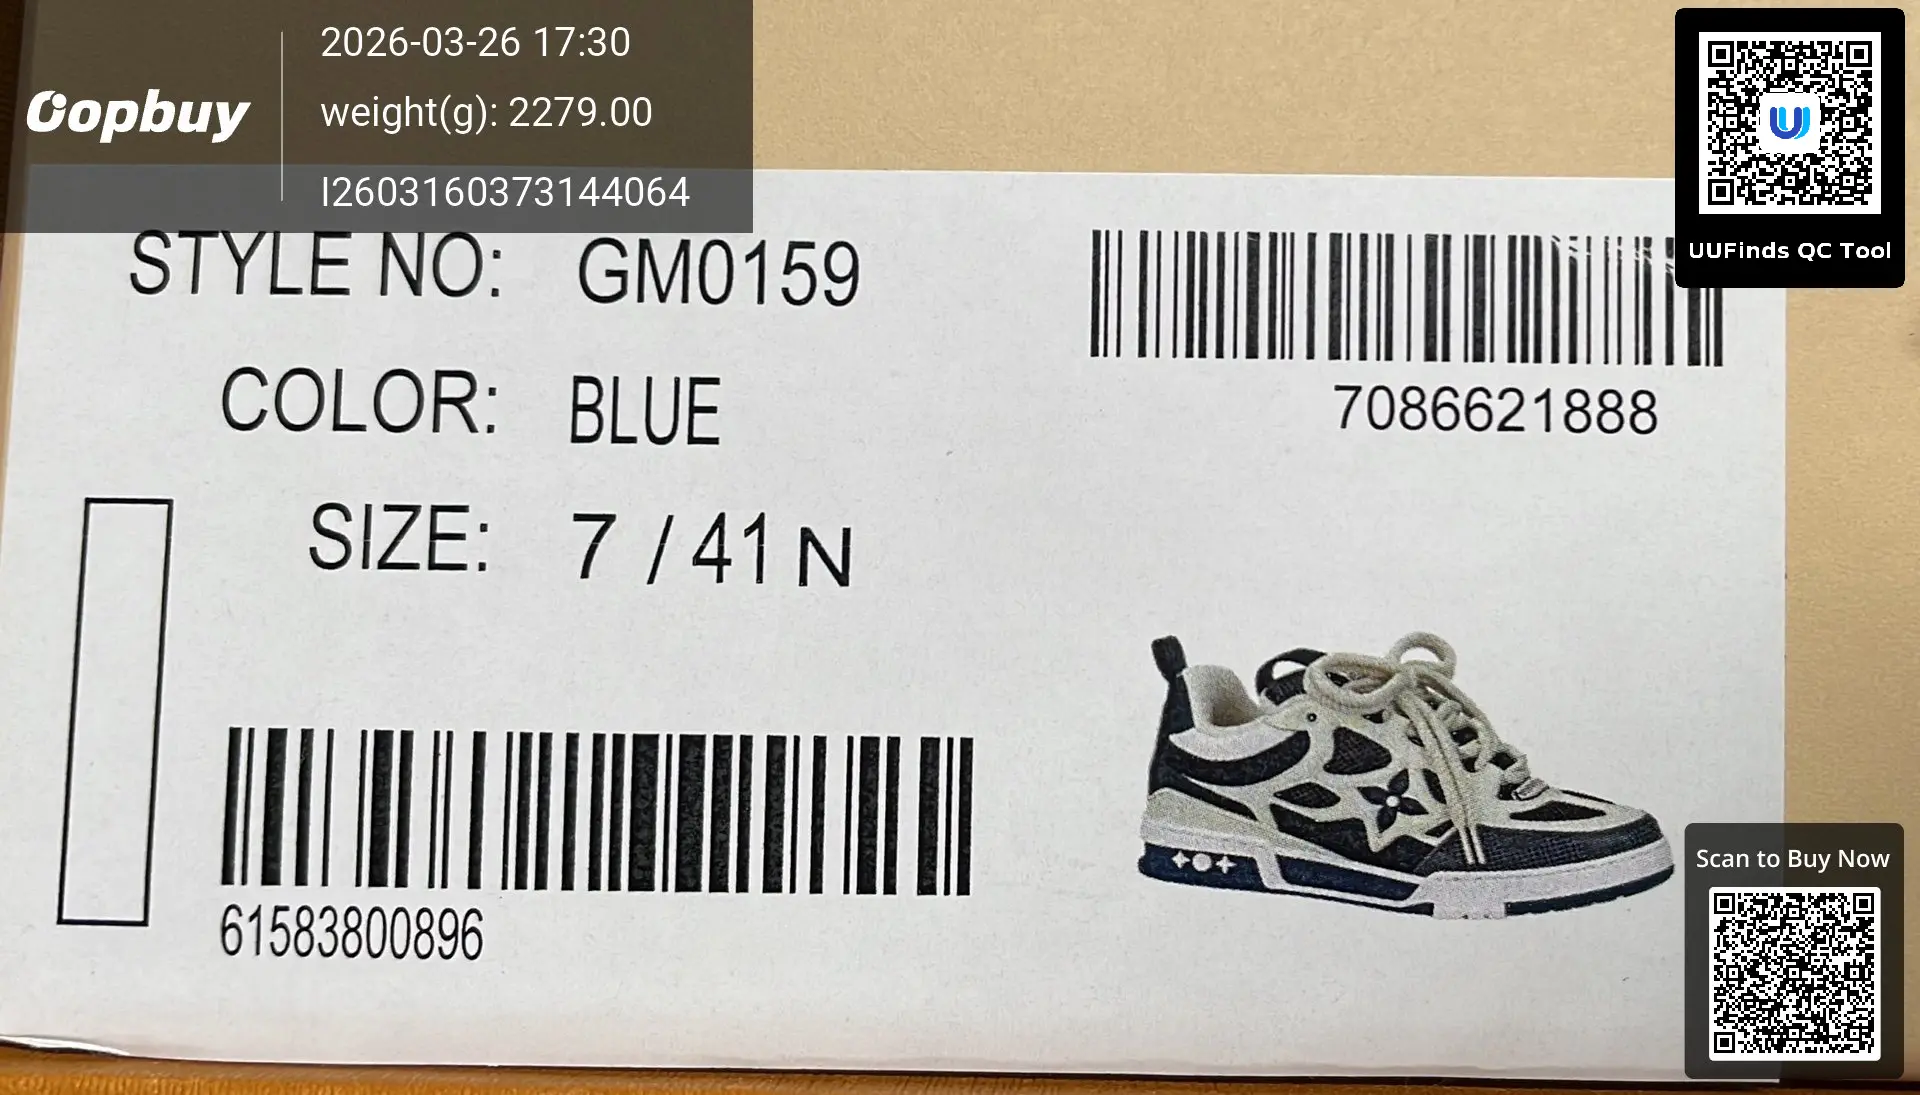 Oopbuy
2026-03-26 17:30
weight(g): 2279.00
I2603160373144064
UUFinds QC Tool
STYLE NO: GM0159
7086621888
COLOR: BLUE
SIZE: 7 / 41 N
61583800896
Scan to Buy Now